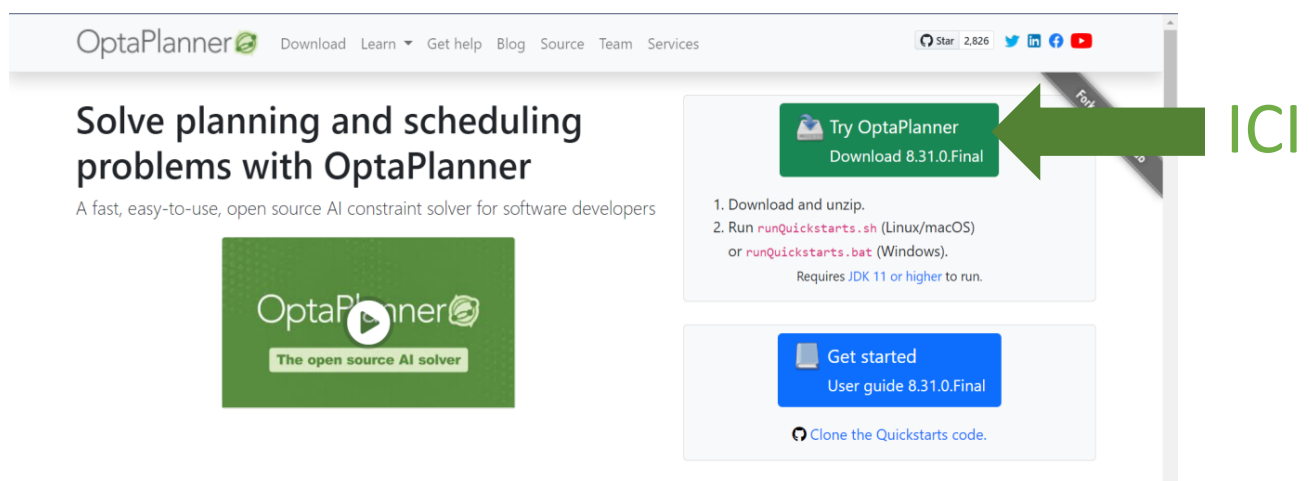 OptaPlanner Download Learn Get help Blog Source Team Services Star 2,826
Solve planning and scheduling
problems with OptaPlanner
A fast, easy-to-use, open source AI constraint solver for software developers
OptaPlanner
The open source AI solver
Try OptaPlanner
Download 8.31.0.Final
ICI
1. Download and unzip.
2. Run runQuickstarts.sh (Linux/macOS)
or runQuickstarts.bat (Windows).
Requires JDK 11 or higher to run.
Get started
User guide 8.31.0.Final
Clone the Quickstarts code.